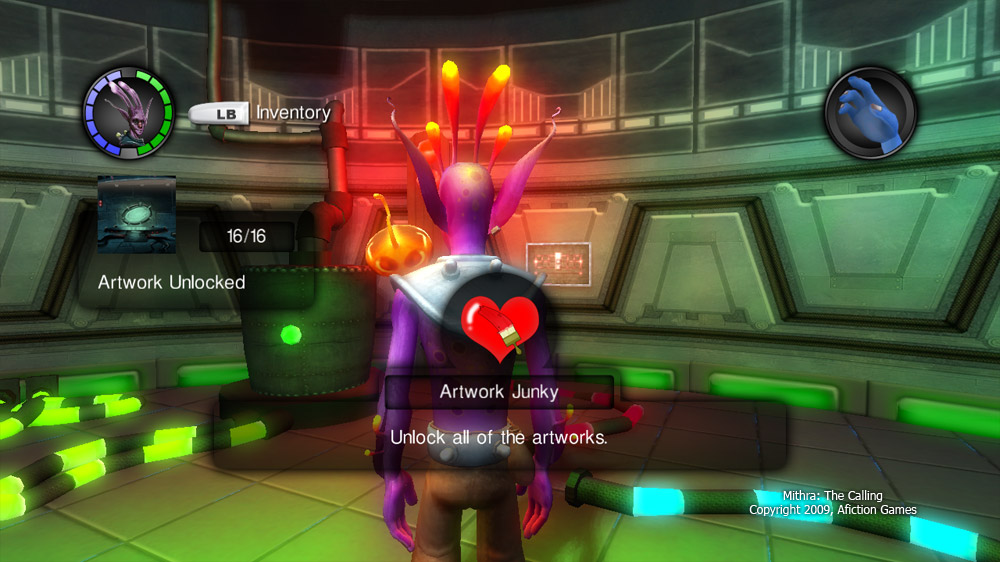 LB Inventory
16/16
Artwork Unlocked
Artwork Junky
Unlock all of the artworks.
Mithra: The Calling
Copyright 2009, Afiction Games